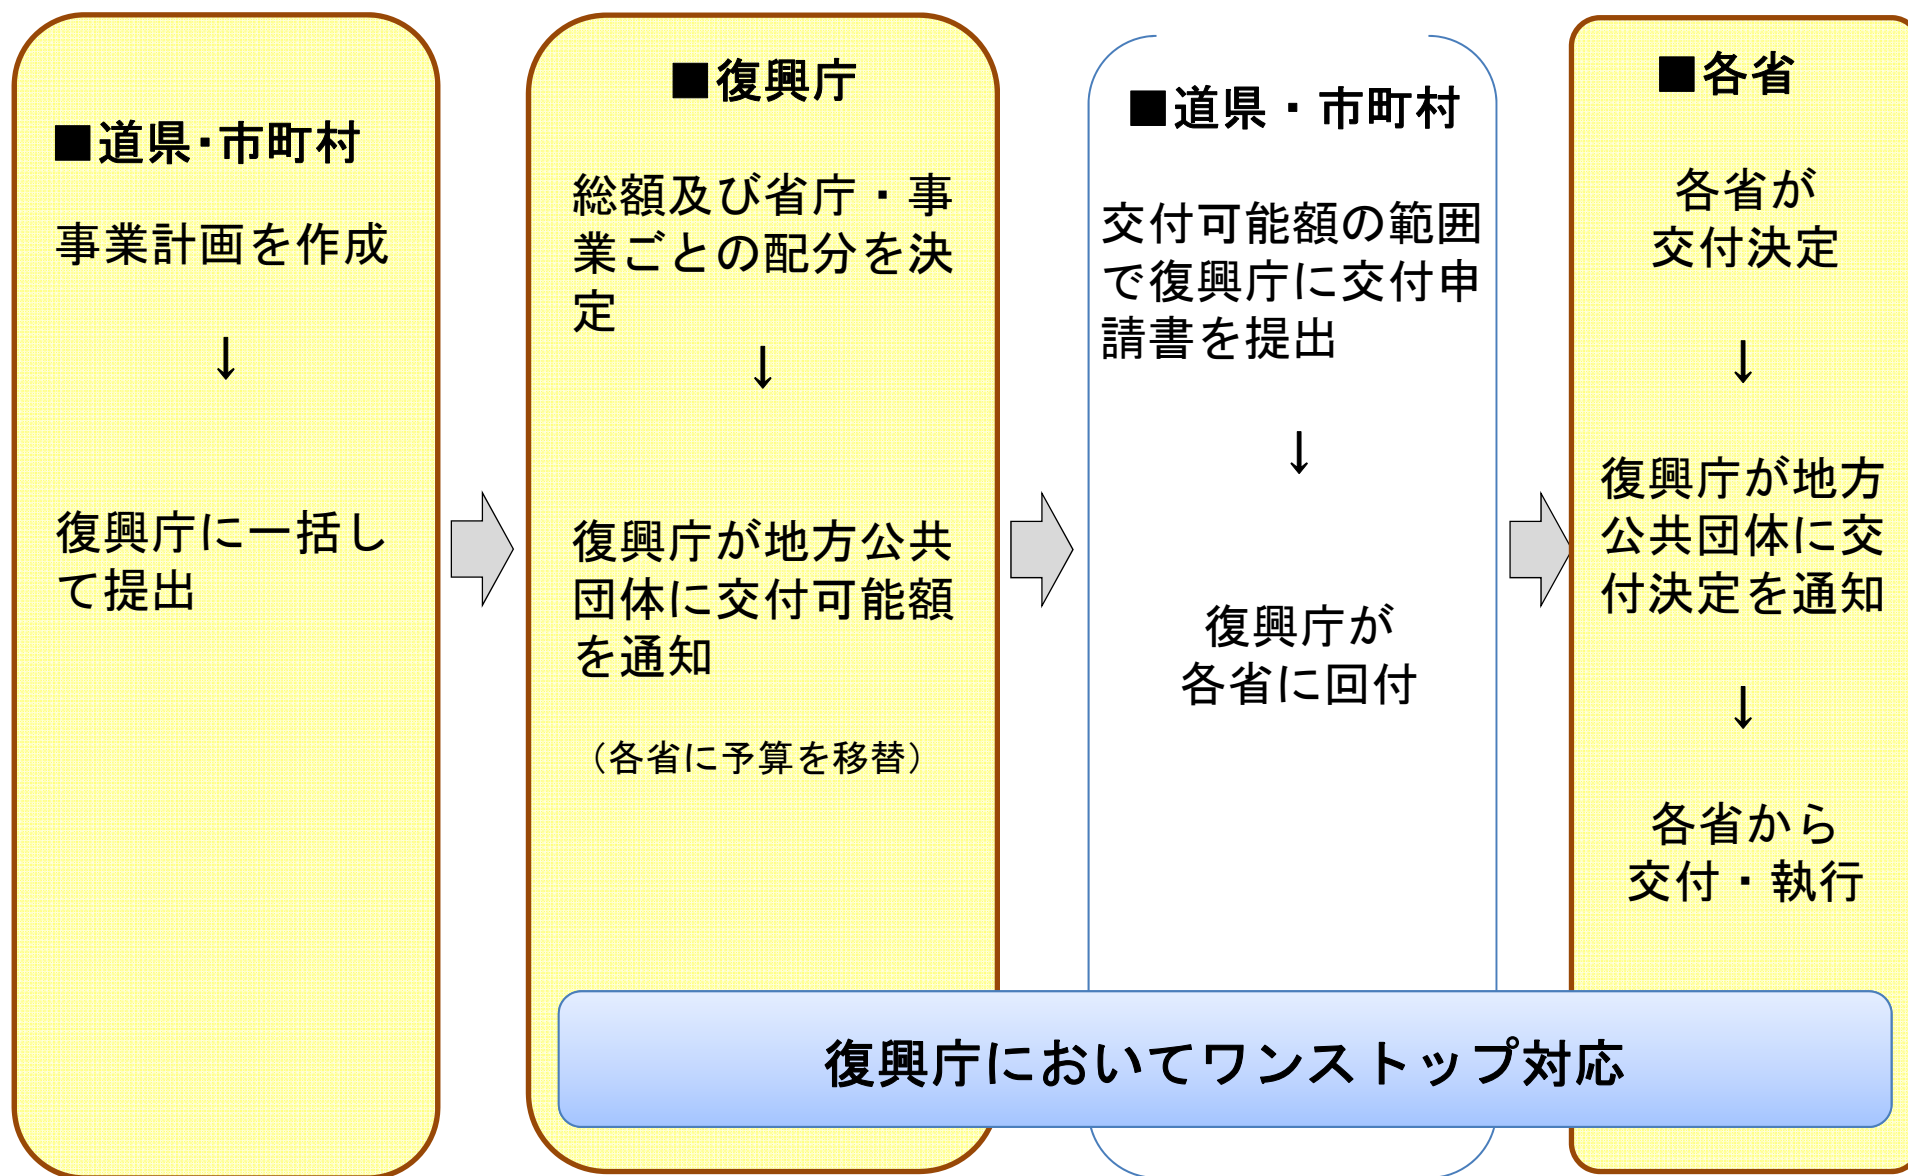 ■道県・市町村
事業計画を作成
↓
復興庁に一括し
て提出
■復興庁
総額及び省庁・事
業ごとの配分を決
定
↓
復興庁が地方公共
団体に交付可能額
を通知
（各省に予算を移替）
■道県・市町村
交付可能額の範囲
で復興庁に交付申
請書を提出
↓
復興庁が
各省に回付
■各省
各省が
交付決定
↓
復興庁が地方
公共団体に交
付決定を通知
↓
各省から
交付・執行
復興庁においてワンストップ対応